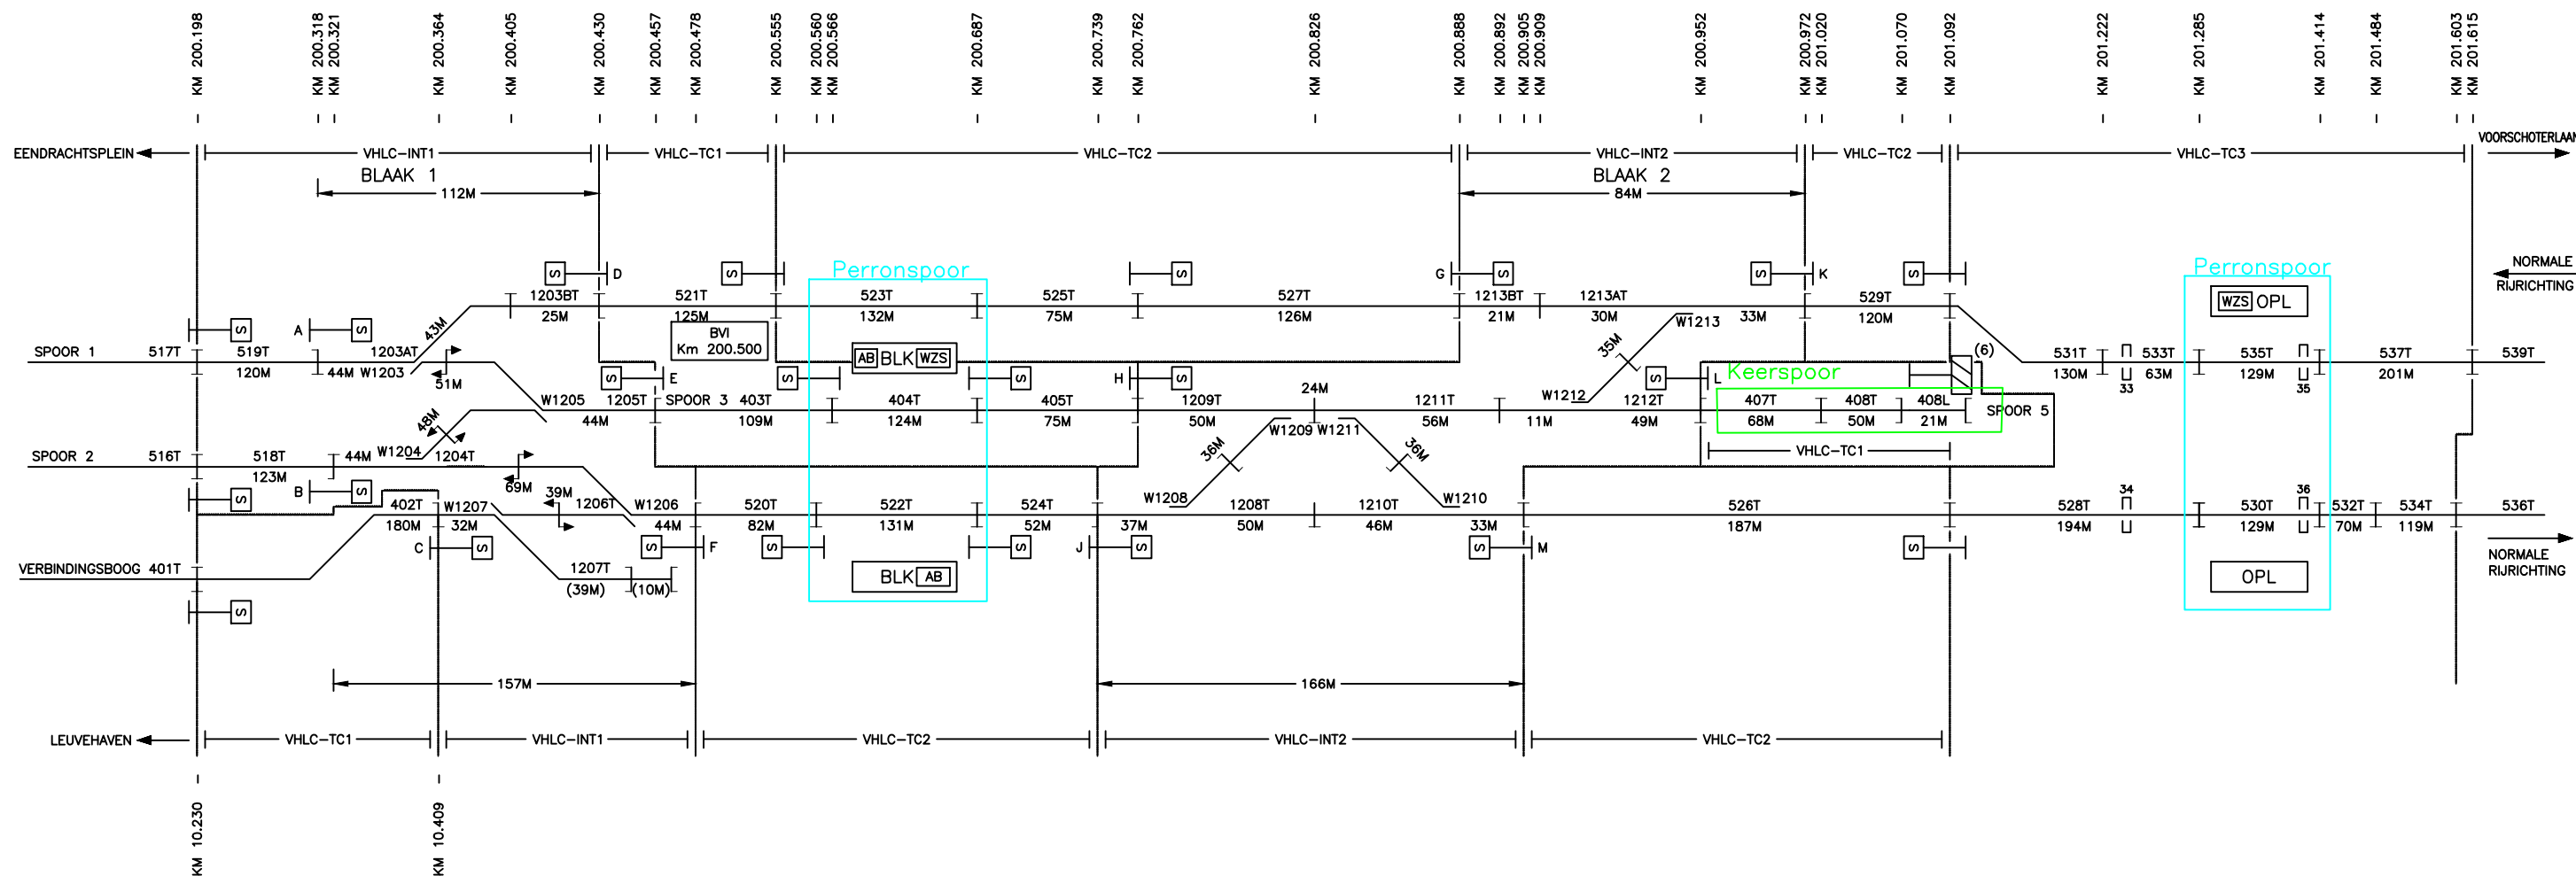 KM 200.198
KM 200.318
KM 200.321
KM 200.364
KM 200.405
KM 200.430
KM 200.457
KM 200.478
KM 200.555
KM 200.560
KM 200.566
KM 200.687
KM 200.739
KM 200.762
KM 200.826
KM 200.888
KM 200.892
KM 200.905
KM 200.909
KM 200.952
KM 200.972
KM 201.020
KM 201.070
KM 201.092
KM 201.222
KM 201.285
KM 201.414
KM 201.484
KM 201.603
KM 201.615
VOORSCHOTERLAAN
EENDRACHTSPLEIN VHLC-INT1 VHLC-TC1 VHLC-TC2 VHLC-INT2 VHLC-TC2 VHLC-TC3
BLAAK 1 BLAAK 2
112M 84M
S D S S G S S K S
NORMALE
RIJRICHTING
Perronspoor Perronspoor
1203BT 521T 523T 525T 527T 1213BT 1213AT 529T
25M 125M 132M 75M 126M 21M 30M 33M 120M
WZS OPL
43M
S A S
BVI
Km 200.500
AB BLK WZS
35M W1213
(6)
SPOOR 1 517T 519T 1203AT 531T 533T 535T 537T 539T
120M 44M W1203 51M 130M 63M 129M 201M
33 35
S E S S H S S L Keerspoor
24M
W1205 1205T SPOOR 3 403T 404T 405T 1209T 1211T W1212 1212T 407T 408T 408L SPOOR 5
44M 109M 124M 75M 50M 56M 11M 49M 68M 50M 21M
48M W1209 W1211
36M 36M
VHLC-TC1
SPOOR 2 516T 518T 44M W1204 1204T
123M 69M
S B S
39M
34 36
402T W1207 1206T W1206 520T 522T 524T W1208 1208T 1210T W1210 526T 528T 530T 532T 534T 536T
180M 32M 44M 82M 131M 52M 37M 50M 46M 33M 187M 194M 129M 70M 119M
C S S F S S J S S M S
NORMALE
RIJRICHTING
VERBINDINGSBOOG 401T 1207T
(39M) (10M)
BLK AB
OPL
S
157M 166M
LEUVEHAVEN VHLC-TC1 VHLC-INT1 VHLC-TC2 VHLC-INT2 VHLC-TC2
KM 10.230
KM 10.409